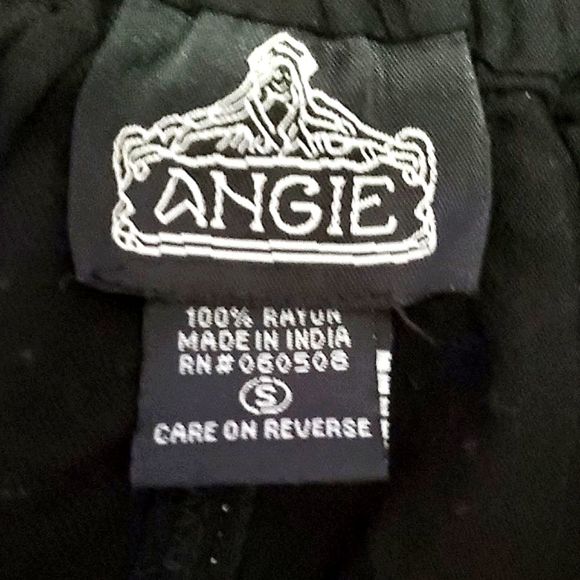 ANGIE
100% RAYON
MADE IN INDIA
RN#060508
S
CARE ON REVERSE